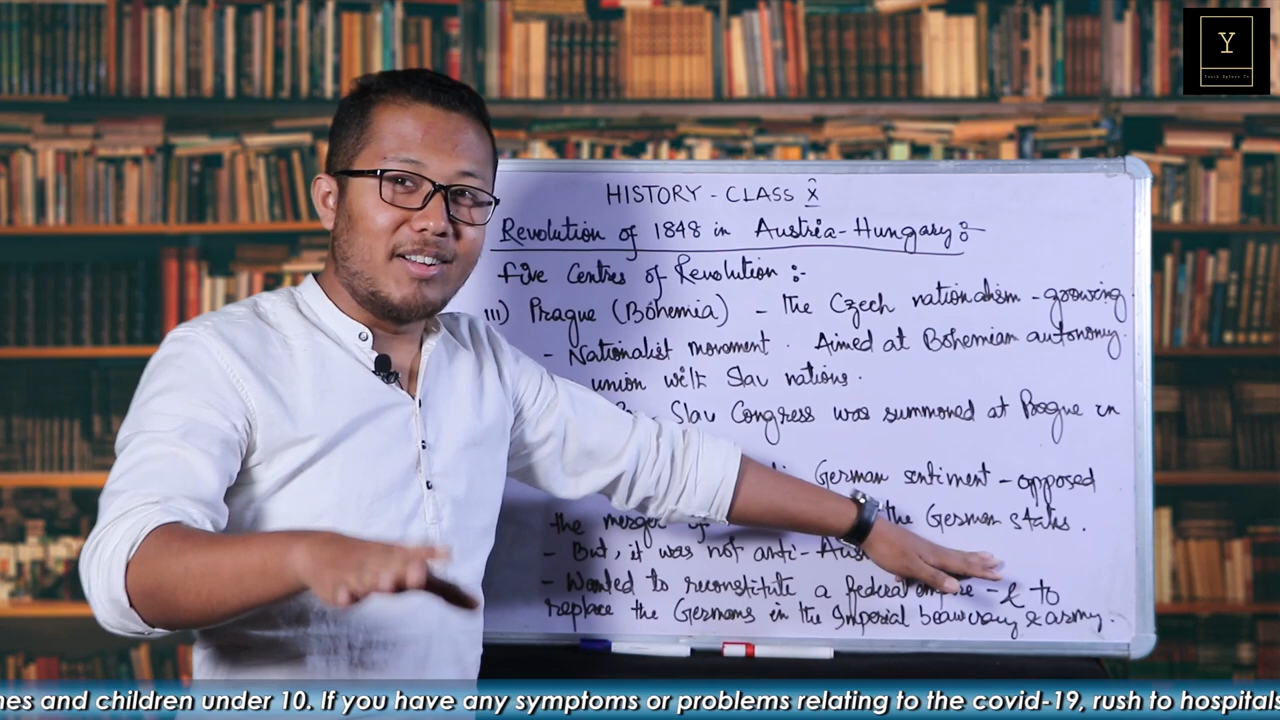 Y
HISTORY - CLASS X
Revolution of 1848 in Austria-Hungary :-
Five Centres of Revolution :-
III) Prague (Bohemia) - the Czech nationalism - growing.
- Nationalist movement. Aimed at Bohemian autonomy.
union with Slav nations.
Slav Congress was summoned at Prague in
German sentiment - opposed
the merger of the German states.
- But, it was not anti-Aus
- Wanted to reconstitute a federal empire - & to
replace the Germans in the Imperial beaucracy & army.
nes and children under 10. If you have any symptoms or problems relating to the covid-19, rush to hospitals